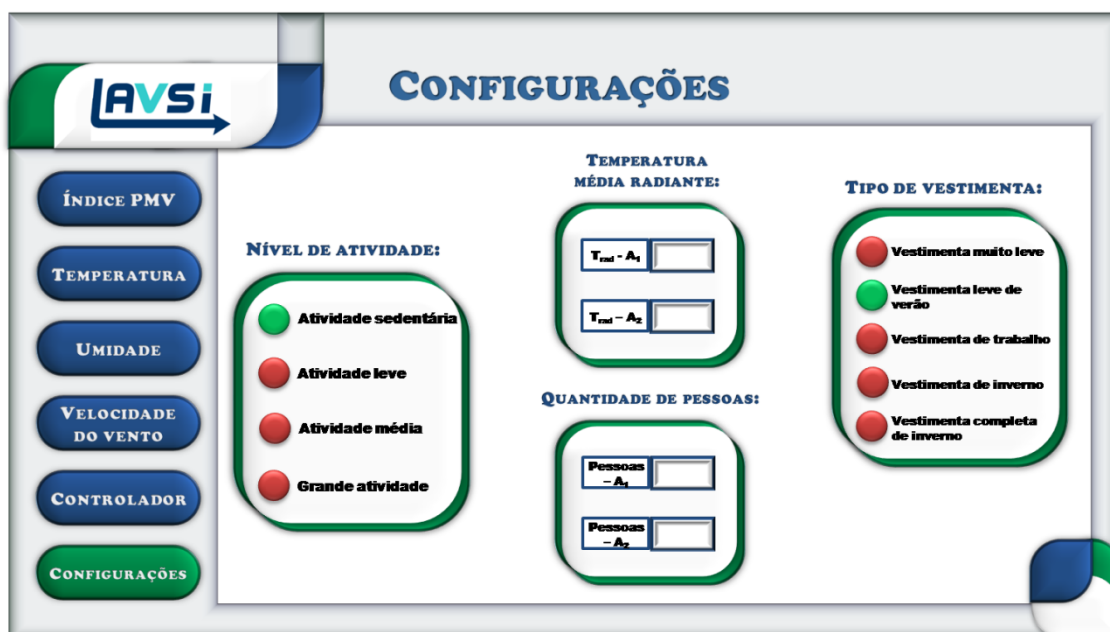 LAVSi
CONFIGURAÇÕES
ÍNDICE PMV
TEMPERATURA
UMIDADE
VELOCIDADE
DO VENTO
CONTROLADOR
CONFIGURAÇÕES
NÍVEL DE ATIVIDADE:
Atividade sedentária
Atividade leve
Atividade média
Grande atividade
TEMPERATURA
MÉDIA RADIANTE:
Trad - A1
Trad – A2
QUANTIDADE DE PESSOAS:
Pessoas
– A1
Pessoas
– A2
TIPO DE VESTIMENTA:
Vestimenta muito leve
Vestimenta leve de
verão
Vestimenta de trabalho
Vestimenta de inverno
Vestimenta completa
de inverno